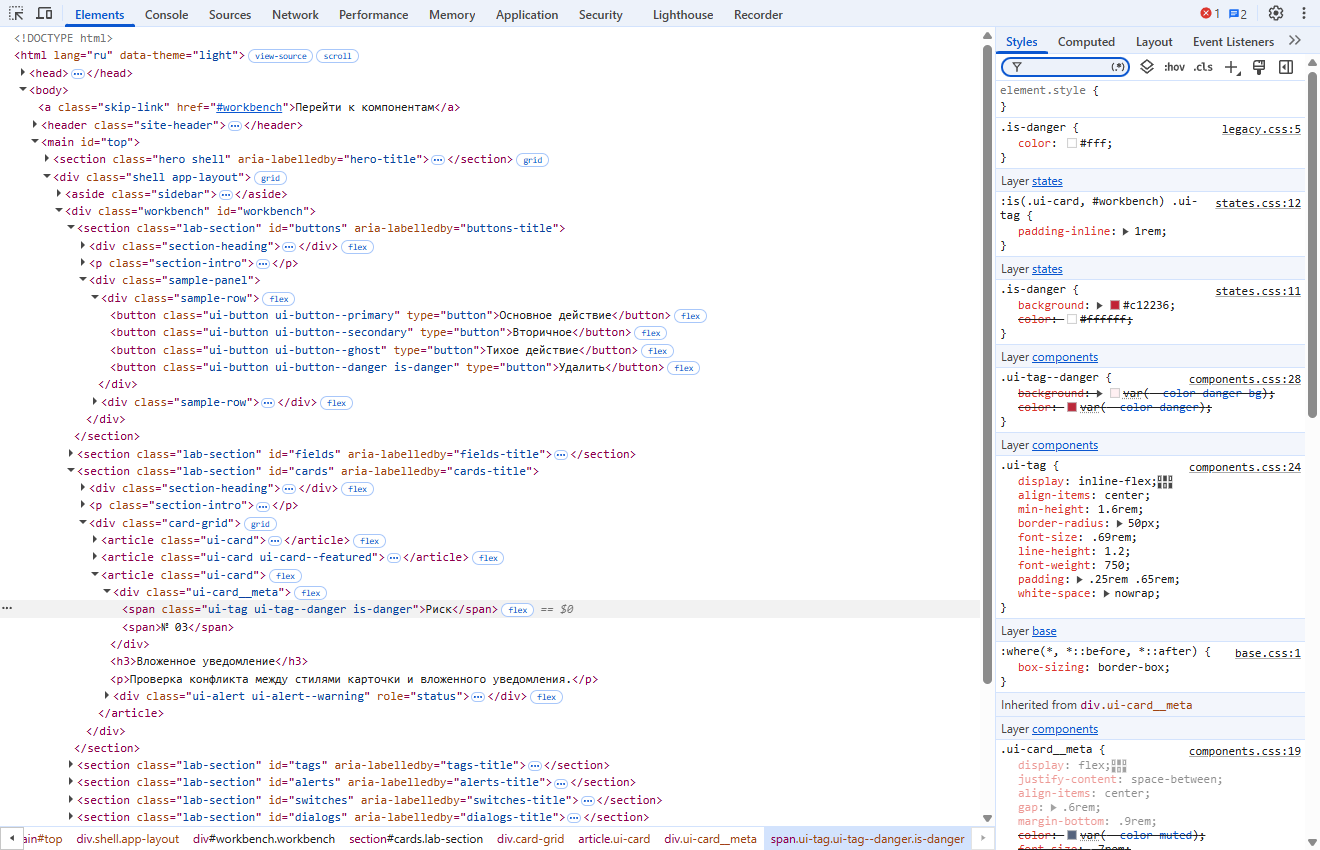 Elements Console Sources Network Performance Memory Application Security Lighthouse Recorder 1 2
<!DOCTYPE html>
<html lang="ru" data-theme="light"> view-source scroll
<head> ⋯ </head>
<body>
<a class="skip-link" href="#workbench">Перейти к компонентам</a>
<header class="site-header"> ⋯ </header>
<main id="top">
<section class="hero shell" aria-labelledby="hero-title"> ⋯ </section> grid
<div class="shell app-layout"> grid
<aside class="sidebar"> ⋯ </aside>
<div class="workbench" id="workbench">
<section class="lab-section" id="buttons" aria-labelledby="buttons-title">
<div class="section-heading"> ⋯ </div> flex
<p class="section-intro"> ⋯ </p>
<div class="sample-panel">
<div class="sample-row"> flex
<button class="ui-button ui-button--primary" type="button">Основное действие</button> flex
<button class="ui-button ui-button--secondary" type="button">Вторичное</button> flex
<button class="ui-button ui-button--ghost" type="button">Тихое действие</button> flex
<button class="ui-button ui-button--danger is-danger" type="button">Удалить</button> flex
</div>
<div class="sample-row"> ⋯ </div> flex
</div>
</section>
<section class="lab-section" id="fields" aria-labelledby="fields-title"> ⋯ </section>
<section class="lab-section" id="cards" aria-labelledby="cards-title">
<div class="section-heading"> ⋯ </div> flex
<p class="section-intro"> ⋯ </p>
<div class="card-grid"> grid
<article class="ui-card"> ⋯ </article> flex
<article class="ui-card ui-card--featured"> ⋯ </article> flex
<article class="ui-card"> flex
<div class="ui-card__meta"> flex
<span class="ui-tag ui-tag--danger is-danger">Риск</span> flex == $0
<span>№ 03</span>
</div>
<h3>Вложенное уведомление</h3>
<p>Проверка конфликта между стилями карточки и вложенного уведомления.</p>
<div class="ui-alert ui-alert--warning" role="status"> ⋯ </div> flex
</article>
</div>
</section>
<section class="lab-section" id="tags" aria-labelledby="tags-title"> ⋯ </section>
<section class="lab-section" id="alerts" aria-labelledby="alerts-title"> ⋯ </section>
<section class="lab-section" id="switches" aria-labelledby="switches-title"> ⋯ </section>
<section class="lab-section" id="dialogs" aria-labelledby="dialogs-title"> ⋯ </section>
ain#top div.shell.app-layout div#workbench.workbench section#cards.lab-section div.card-grid article.ui-card div.ui-card__meta span.ui-tag.ui-tag--danger.is-danger
Styles Computed Layout Event Listeners
(.*) :hov .cls
element.style {
}
.is-danger { legacy.css:5
color: #fff;
}
Layer states
:is(.ui-card, #workbench) .ui- states.css:12
tag {
padding-inline: 1rem;
}
Layer states
.is-danger { states.css:11
background: #c12236;
color: #ffffff;
}
Layer components
.ui-tag--danger { components.css:28
background: var(--color-danger-bg);
color: var(--color-danger);
}
Layer components
.ui-tag { components.css:24
display: inline-flex;
align-items: center;
min-height: 1.6rem;
border-radius: 50px;
font-size: .69rem;
line-height: 1.2;
font-weight: 750;
padding: .25rem .65rem;
white-space: nowrap;
}
Layer base
:where(*, *::before, *::after) { base.css:1
box-sizing: border-box;
}
Inherited from div.ui-card__meta
Layer components
.ui-card__meta { components.css:19
display: flex;
justify-content: space-between;
align-items: center;
gap: .6rem;
margin-bottom: .9rem;
color: var(--color-muted);
font-size: .7rem;